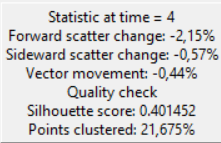 Statistic at time = 4
Forward scatter change: -2,15%
Sideward scatter change: -0,57%
Vector movement: -0,44%
Quality check
Silhouette score: 0.401452
Points clustered: 21,675%